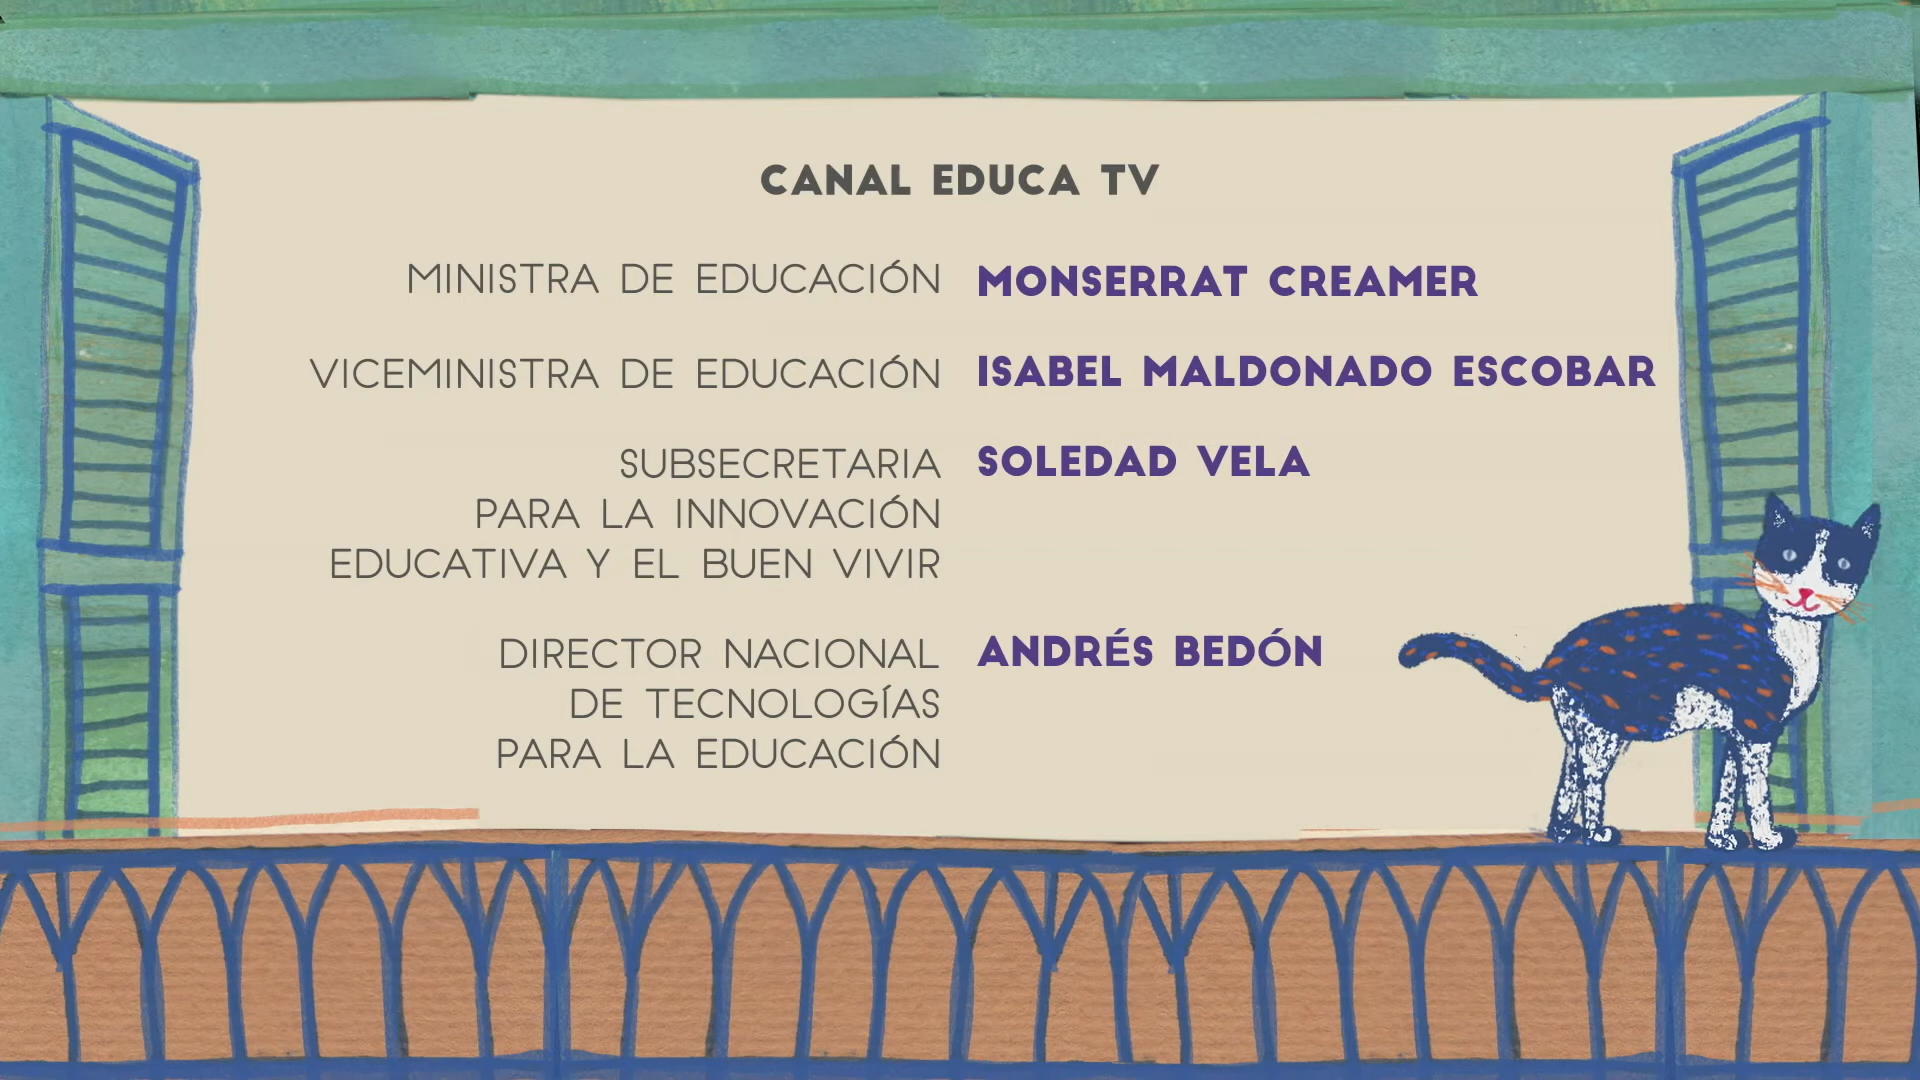 CANAL EDUCA TV
MINISTRA DE EDUCACIÓN MONSERRAT CREAMER
VICEMINISTRA DE EDUCACIÓN ISABEL MALDONADO ESCOBAR
SUBSECRETARIA SOLEDAD VELA
PARA LA INNOVACIÓN
EDUCATIVA Y EL BUEN VIVIR
DIRECTOR NACIONAL ANDRÉS BEDÓN
DE TECNOLOGÍAS
PARA LA EDUCACIÓN